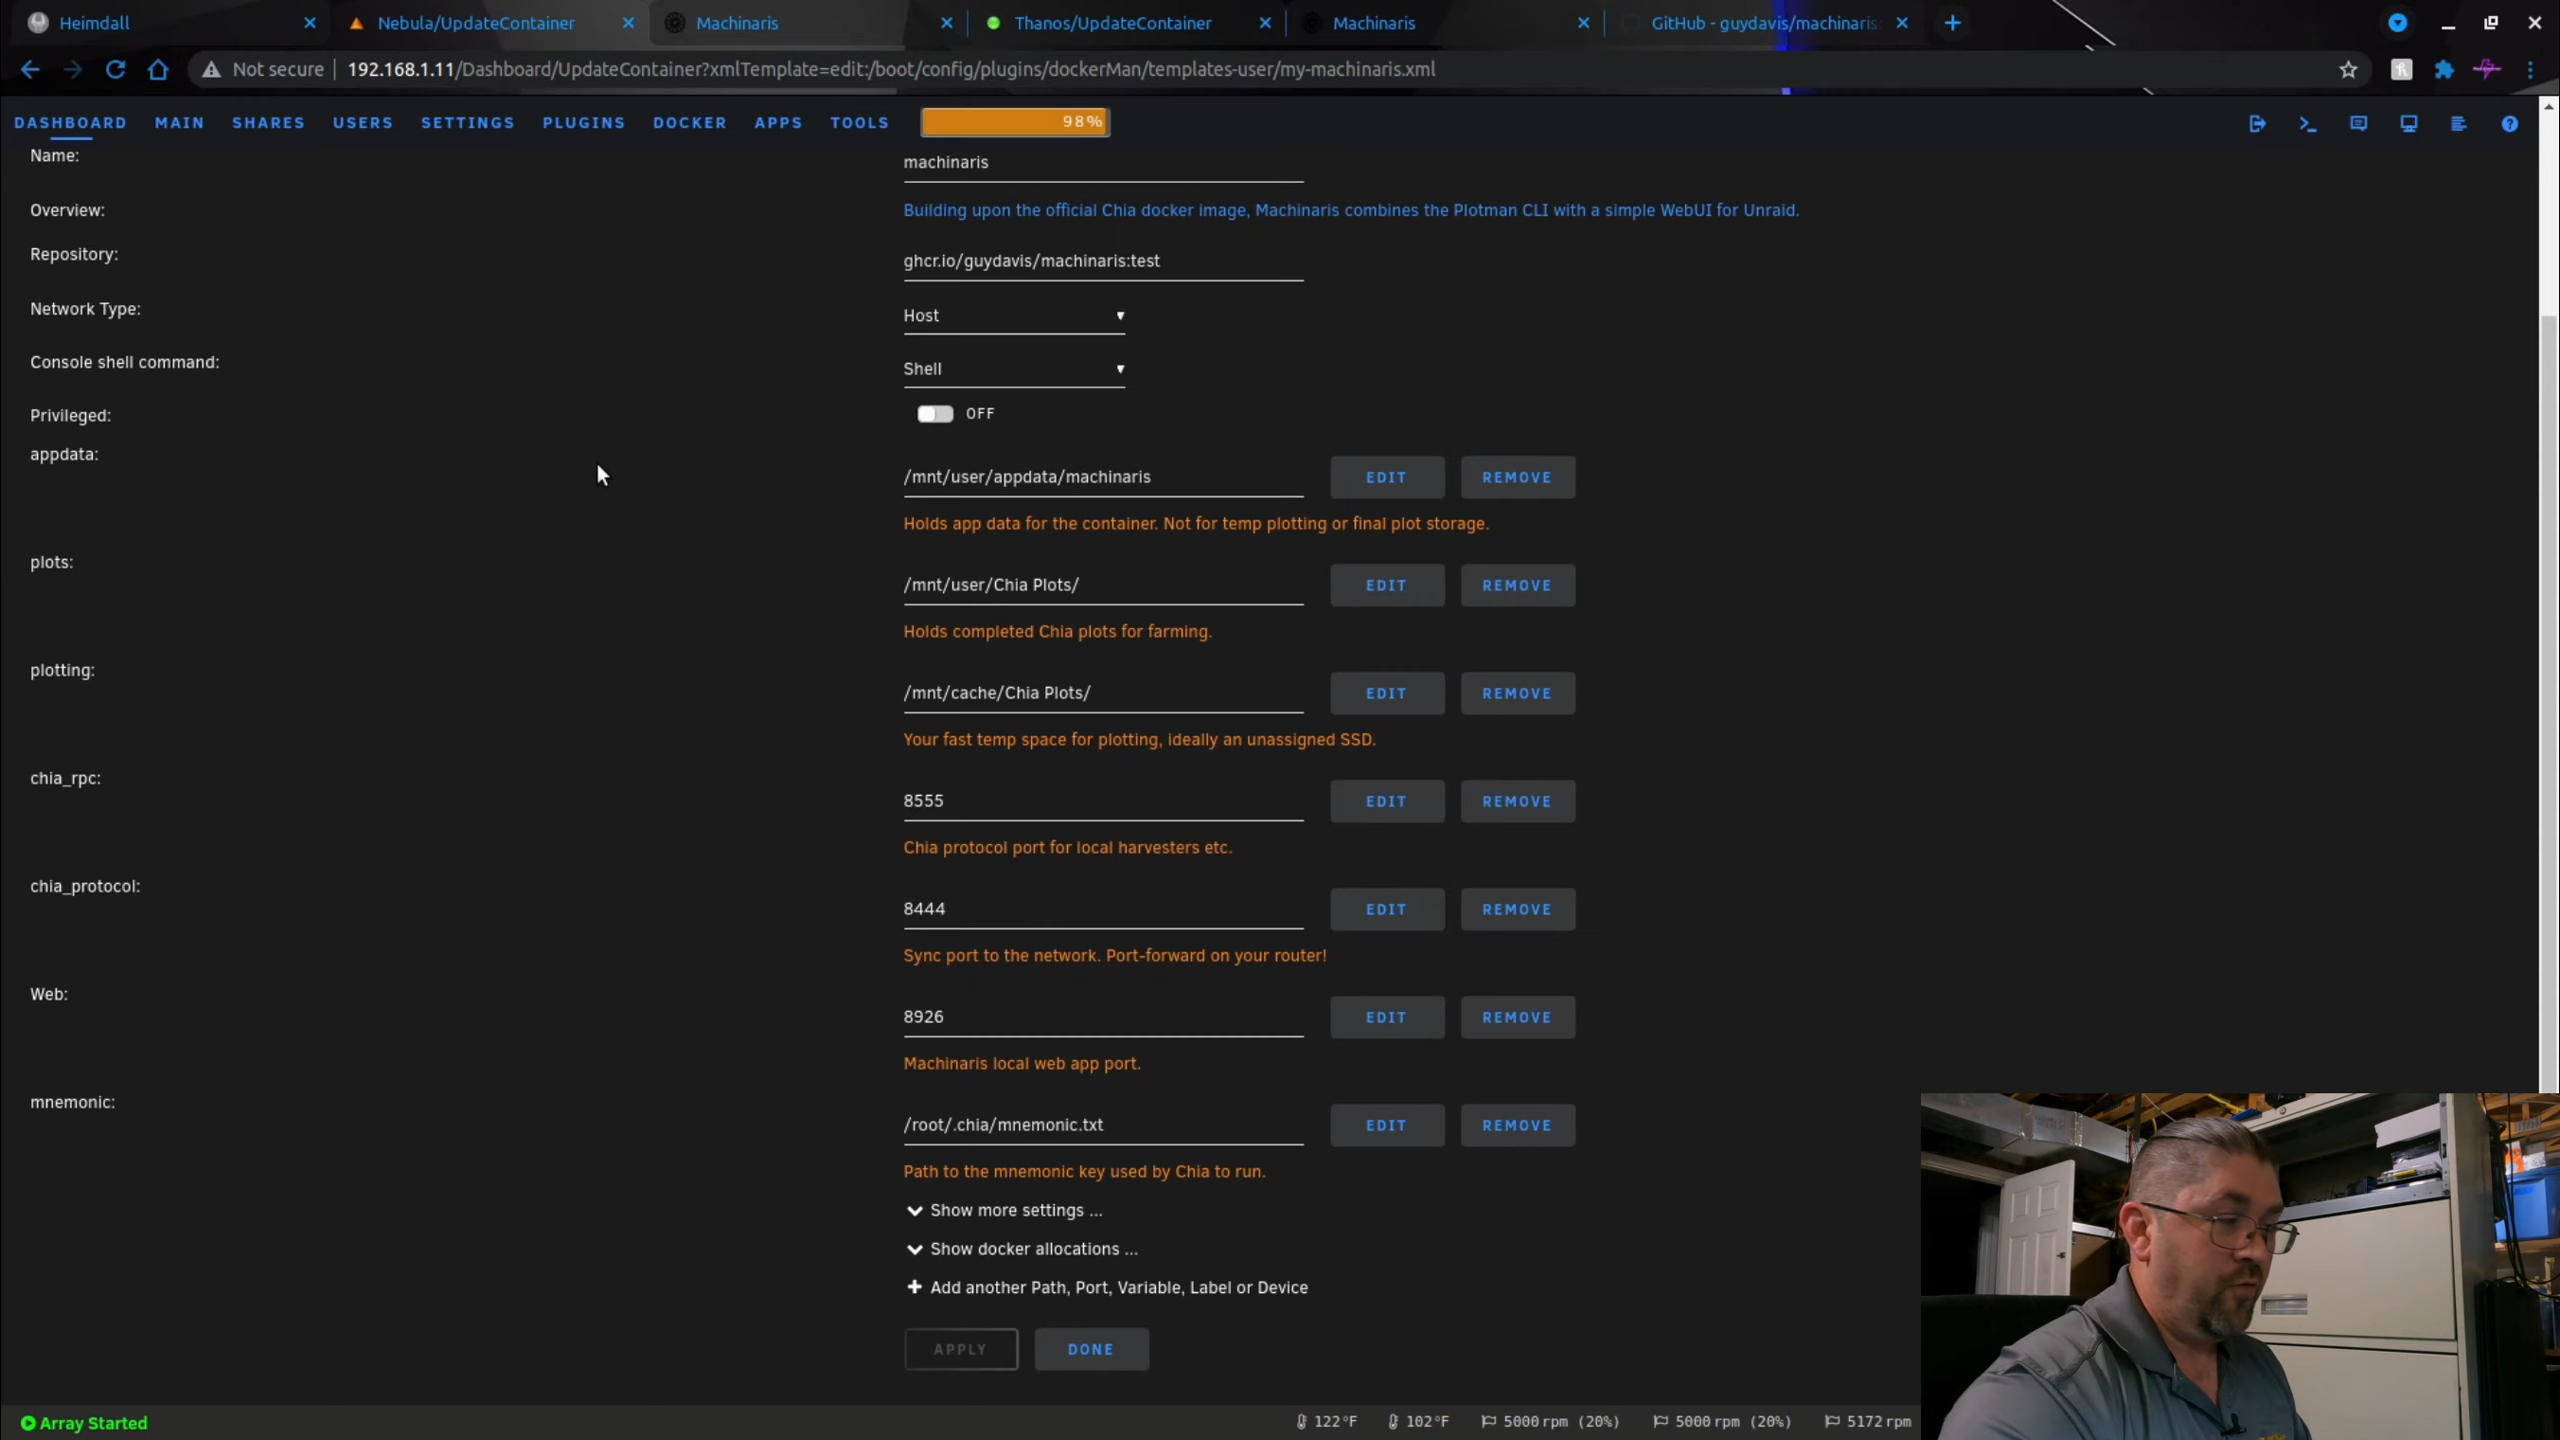 Heimdall
Nebula/UpdateContainer
Machinaris
Thanos/UpdateContainer
Machinaris
GitHub - guydavis/machinaris:
Not secure
192.168.1.11/Dashboard/UpdateContainer?xmlTemplate=edit:/boot/config/plugins/dockerMan/templates-user/my-machinaris.xml
DASHBOARD MAIN SHARES USERS SETTINGS PLUGINS DOCKER APPS TOOLS 98%
Name: machinaris
Overview: Building upon the official Chia docker image, Machinaris combines the Plotman CLI with a simple WebUI for Unraid.
Repository: ghcr.io/guydavis/machinaris:test
Network Type: Host
Console shell command: Shell
Privileged: OFF
appdata:
/mnt/user/appdata/machinaris EDIT REMOVE
Holds app data for the container. Not for temp plotting or final plot storage.
plots:
/mnt/user/Chia Plots/ EDIT REMOVE
Holds completed Chia plots for farming.
plotting:
/mnt/cache/Chia Plots/ EDIT REMOVE
Your fast temp space for plotting, ideally an unassigned SSD.
chia_rpc:
8555 EDIT REMOVE
Chia protocol port for local harvesters etc.
chia_protocol:
8444 EDIT REMOVE
Sync port to the network. Port-forward on your router!
Web:
8926 EDIT REMOVE
Machinaris local web app port.
mnemonic:
/root/.chia/mnemonic.txt EDIT REMOVE
Path to the mnemonic key used by Chia to run.
Show more settings ...
Show docker allocations ...
Add another Path, Port, Variable, Label or Device
APPLY DONE
Array Started 122°F 102°F 5000 rpm (20%) 5000 rpm (20%) 5172 rpm